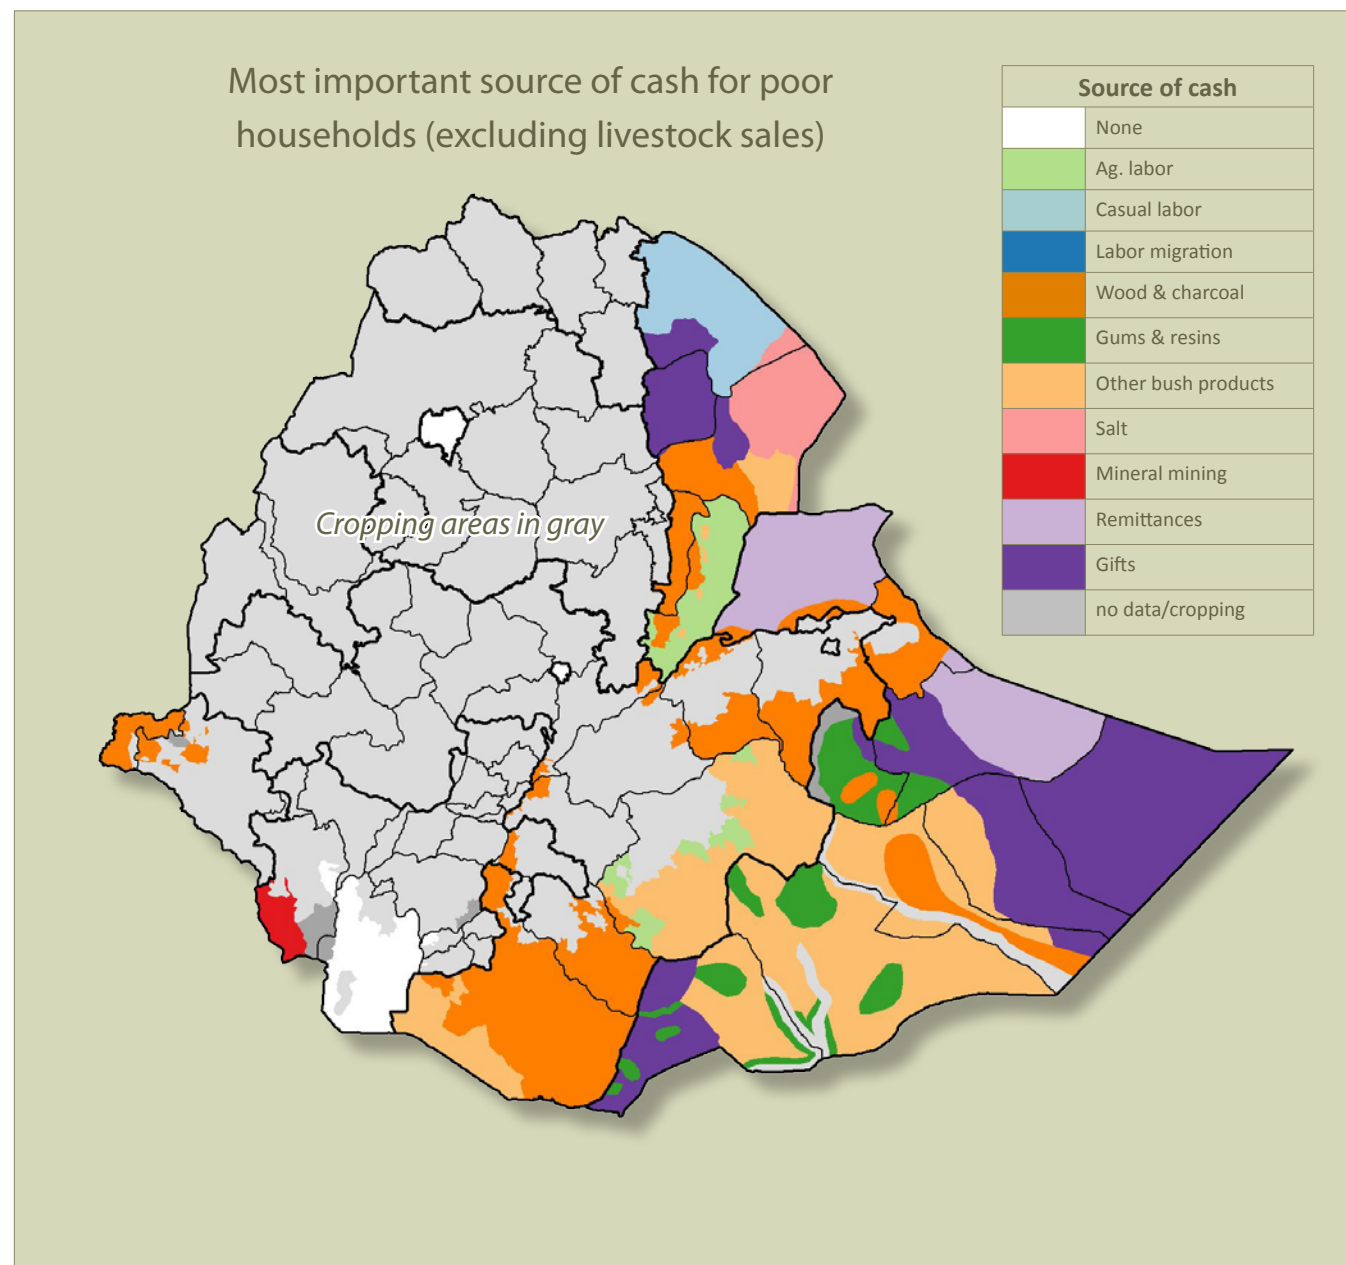 Most important source of cash for poor
households (excluding livestock sales)
Source of cash
None
Ag. labor
Casual labor
Labor migration
Wood & charcoal
Gums & resins
Other bush products
Salt
Mineral mining
Remittances
Gifts
no data/cropping
Cropping areas in gray